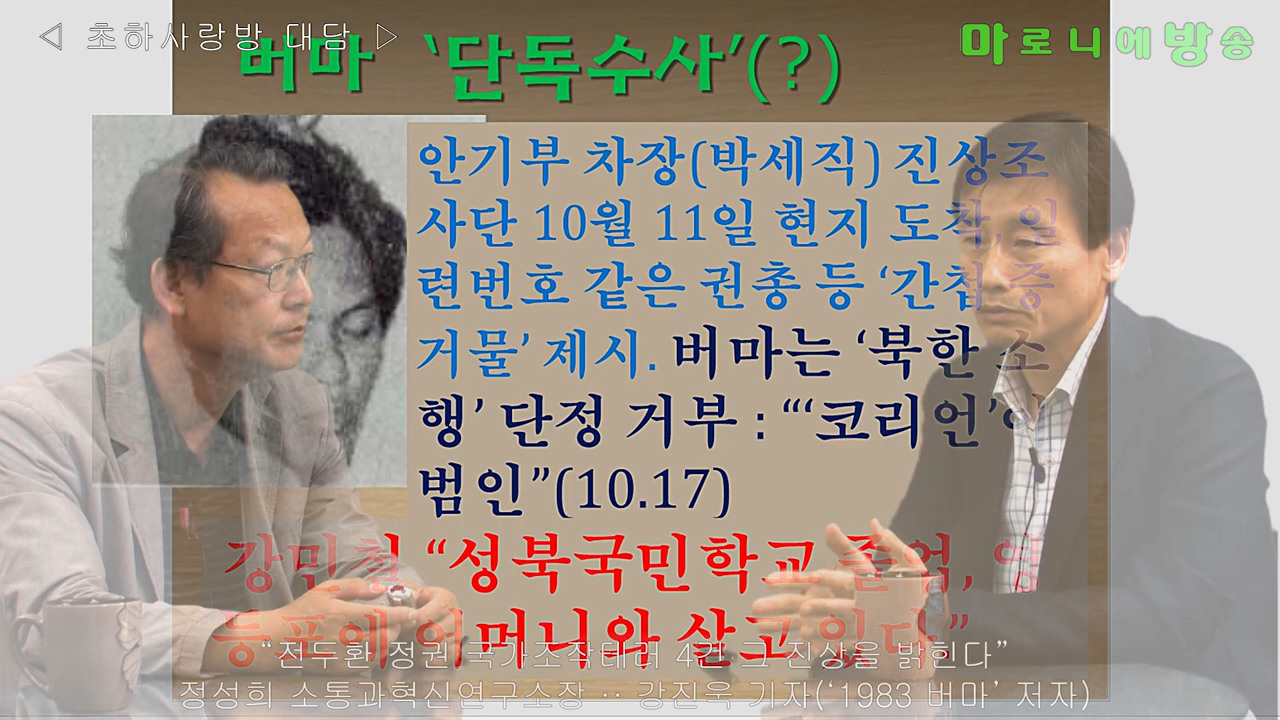 ◁ 초하사랑방 대담 ▷
마로니에방송
버마 ‘단독수사’(?)
안기부 차장(박세직) 진상조
사단 10월 11일 현지 도착, 일
련번호 같은 권총 등 ‘간첩 증
거물’ 제시. 버마는 ‘북한 소
행’ 단정 거부 : “‘코리언’이
범인”(10.17)
강민철 “성북국민학교 졸업, 영
등포에 어머니와 살고 있다”
“전두환 정권 국가조작테러 4건 그 진상을 밝힌다”
정성희 소통과혁신연구소장 ·· 강진욱 기자(‘1983 버마’ 저자)